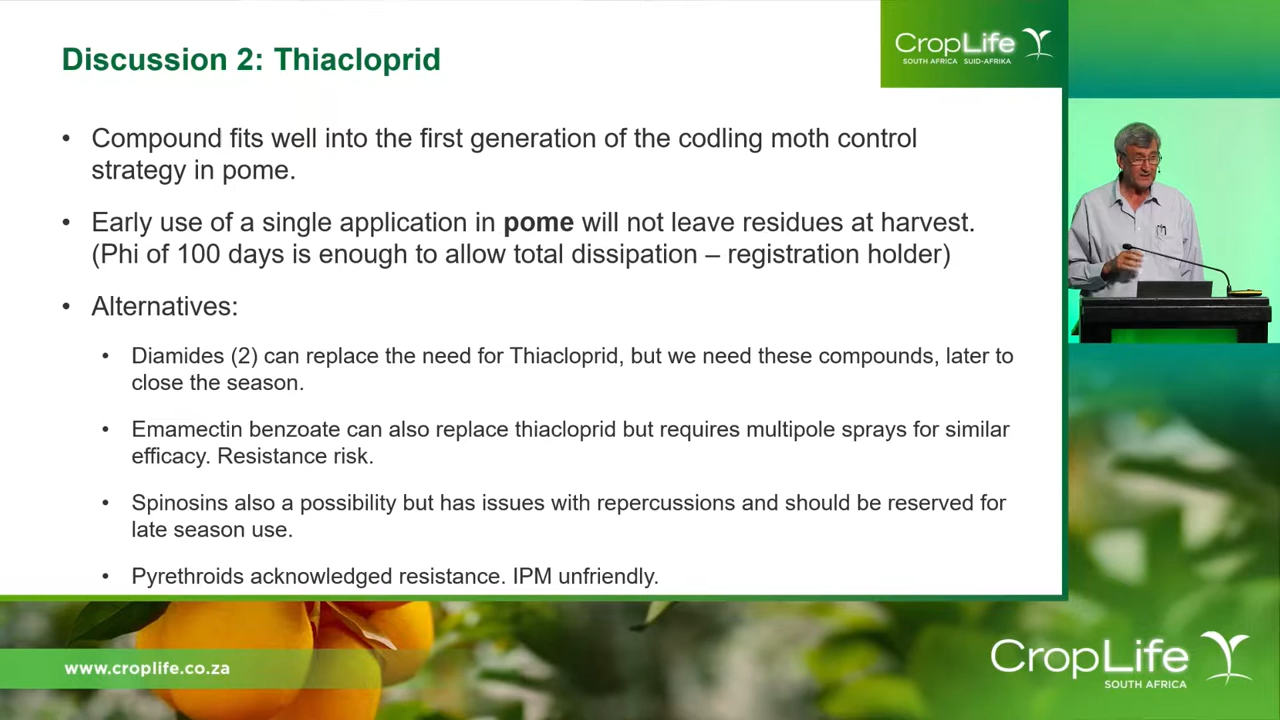 Discussion 2: Thiacloprid
CropLife
SOUTH AFRICA SUID-AFRIKA
• Compound fits well into the first generation of the codling moth control
strategy in pome.
• Early use of a single application in pome will not leave residues at harvest.
(Phi of 100 days is enough to allow total dissipation – registration holder)
• Alternatives:
• Diamides (2) can replace the need for Thiacloprid, but we need these compounds, later to
close the season.
• Emamectin benzoate can also replace thiacloprid but requires multipole sprays for similar
efficacy. Resistance risk.
• Spinosins also a possibility but has issues with repercussions and should be reserved for
late season use.
• Pyrethroids acknowledged resistance. IPM unfriendly.
www.croplife.co.za
CropLife
SOUTH AFRICA